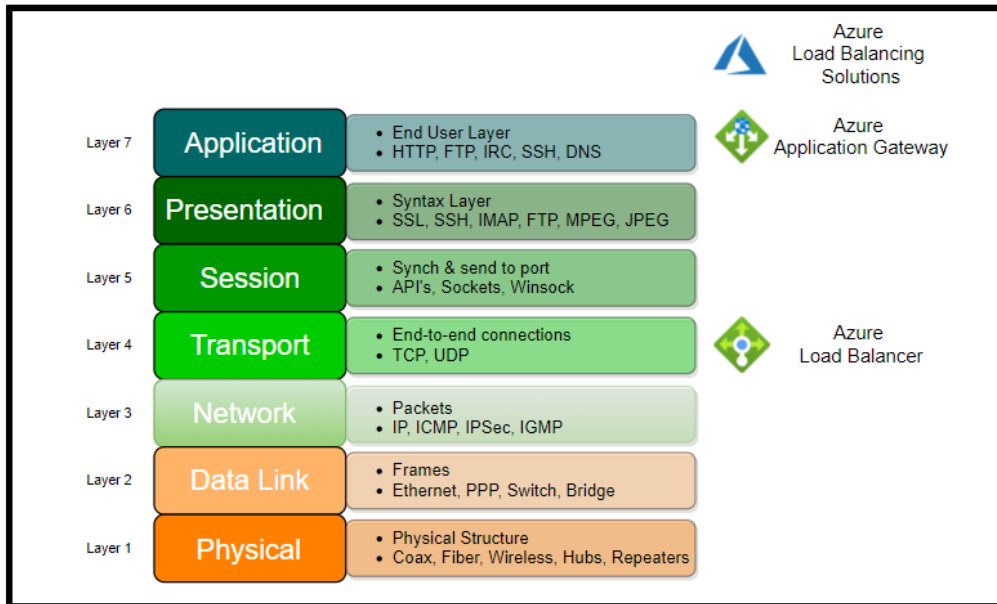 Azure
Load Balancing
Solutions
Layer 7
Application
• End User Layer
• HTTP, FTP, IRC, SSH, DNS
Azure
Application Gateway
Layer 6
Presentation
• Syntax Layer
• SSL, SSH, IMAP, FTP, MPEG, JPEG
Layer 5
Session
• Synch & send to port
• API's, Sockets, Winsock
Layer 4
Transport
• End-to-end connections
• TCP, UDP
Azure
Load Balancer
Layer 3
Network
• Packets
• IP, ICMP, IPSec, IGMP
Layer 2
Data Link
• Frames
• Ethernet, PPP, Switch, Bridge
Layer 1
Physical
• Physical Structure
• Coax, Fiber, Wireless, Hubs, Repeaters